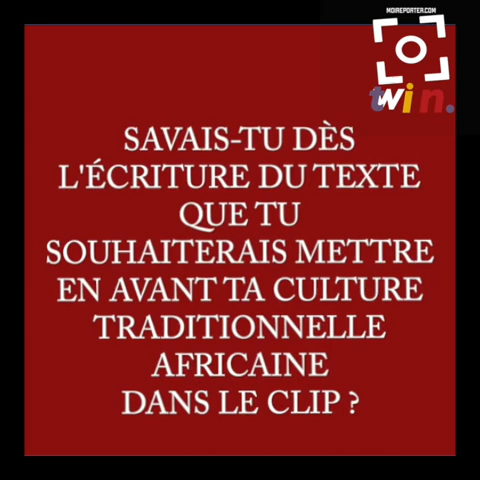 MOIREPORTER.COM
twin.
SAVAIS-TU DÈS
L'ÉCRITURE DU TEXTE
QUE TU
SOUHAITERAIS METTRE
EN AVANT TA CULTURE
TRADITIONNELLE
AFRICAINE
DANS LE CLIP ?